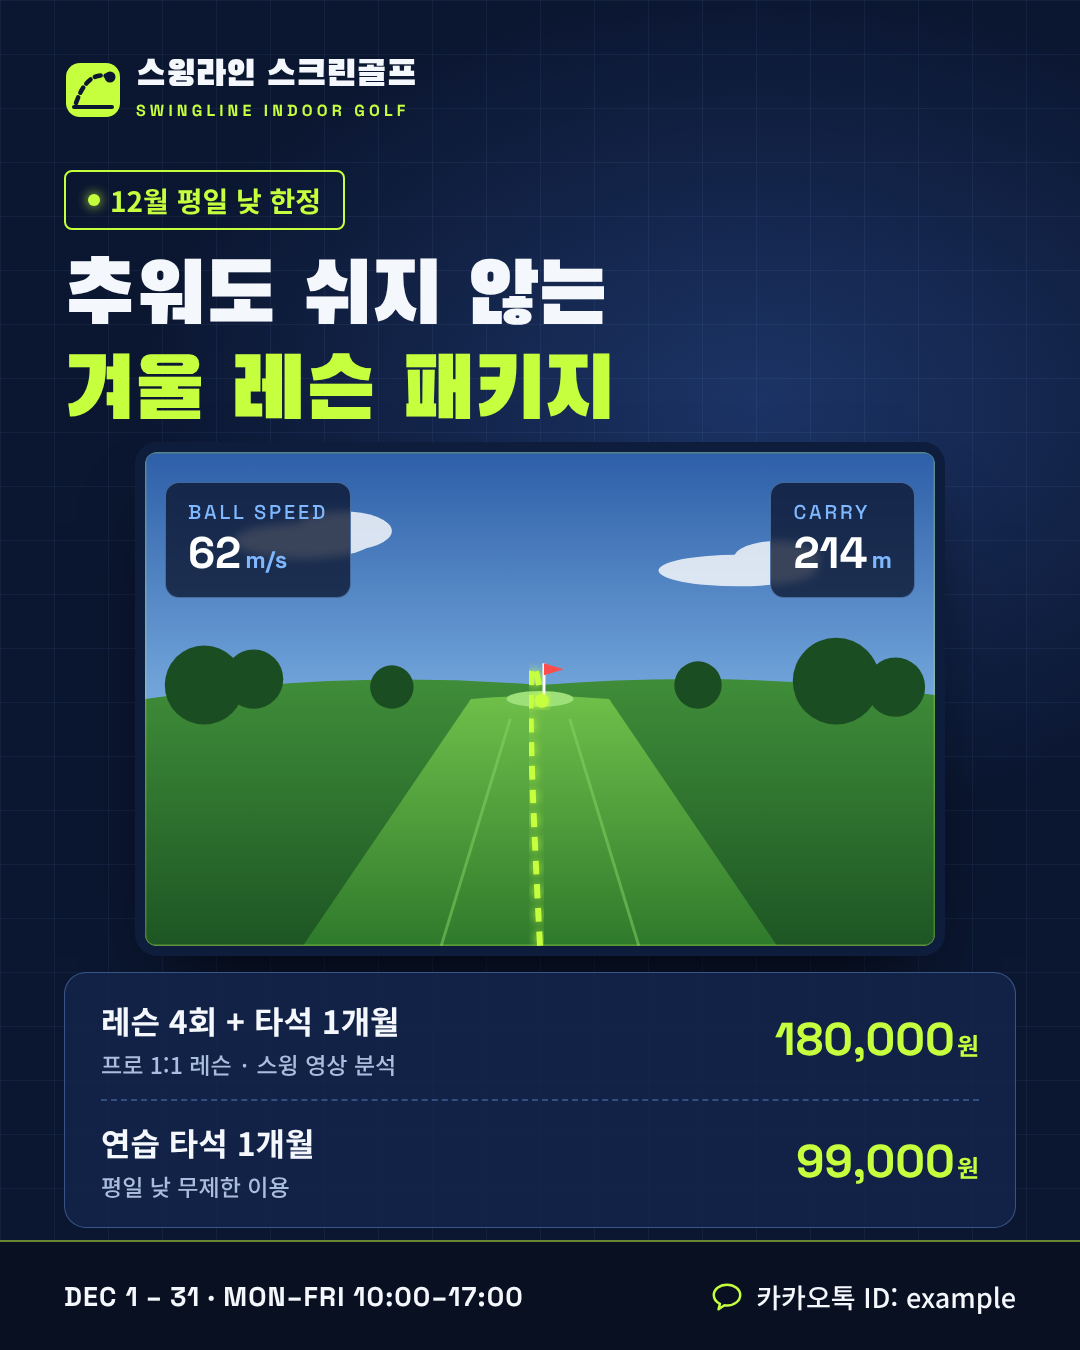 스윙라인 스크린골프
SWINGLINE INDOOR GOLF
12월 평일 낮 한정
추워도 쉬지 않는
겨울 레슨 패키지
BALL SPEED
62 m/s
CARRY
214 m
레슨 4회 + 타석 1개월
프로 1:1 레슨 · 스윙 영상 분석
180,000원
연습 타석 1개월
평일 낮 무제한 이용
99,000원
DEC 1 – 31 · MON–FRI 10:00–17:00
카카오톡 ID: example